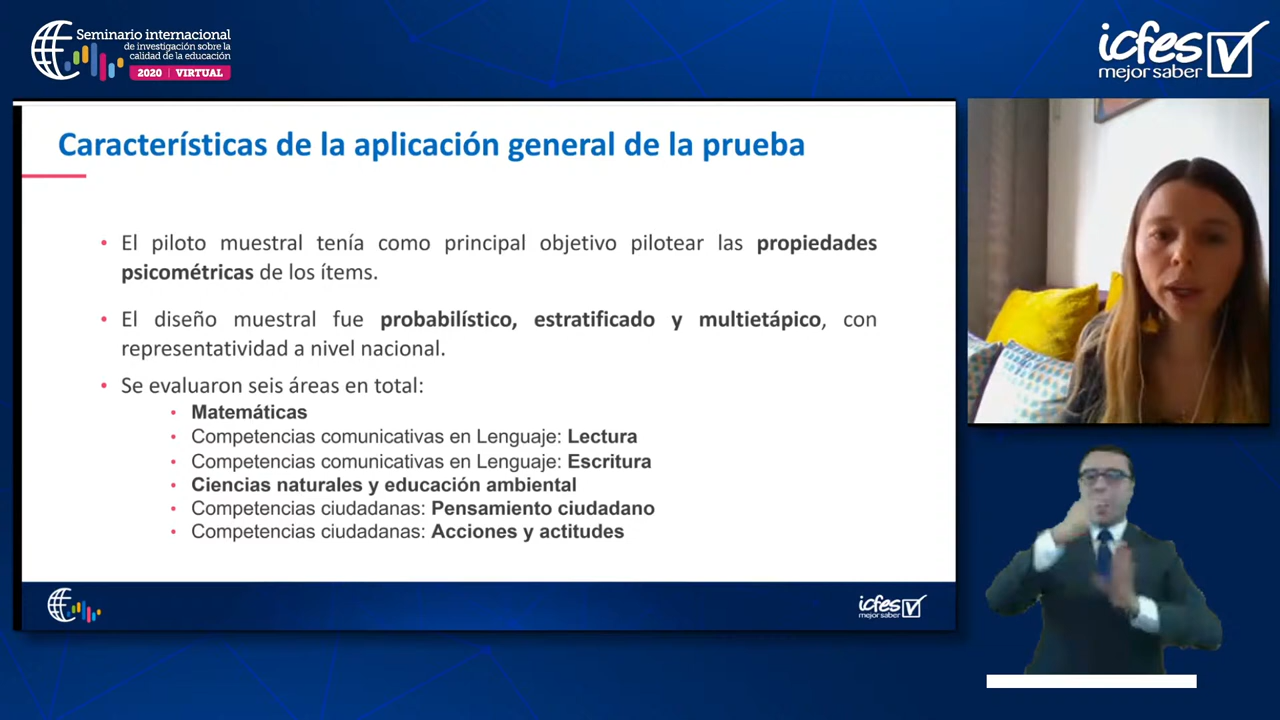 Seminario internacional
de investigación sobre la
calidad de la educación
2020 | VIRTUAL
icfes
mejor saber
Características de la aplicación general de la prueba
• El piloto muestral tenía como principal objetivo pilotear las propiedades
psicométricas de los ítems.
• El diseño muestral fue probabilístico, estratificado y multietápico, con
representatividad a nivel nacional.
• Se evaluaron seis áreas en total:
• Matemáticas
• Competencias comunicativas en Lenguaje: Lectura
• Competencias comunicativas en Lenguaje: Escritura
• Ciencias naturales y educación ambiental
• Competencias ciudadanas: Pensamiento ciudadano
• Competencias ciudadanas: Acciones y actitudes
icfes
mejor saber